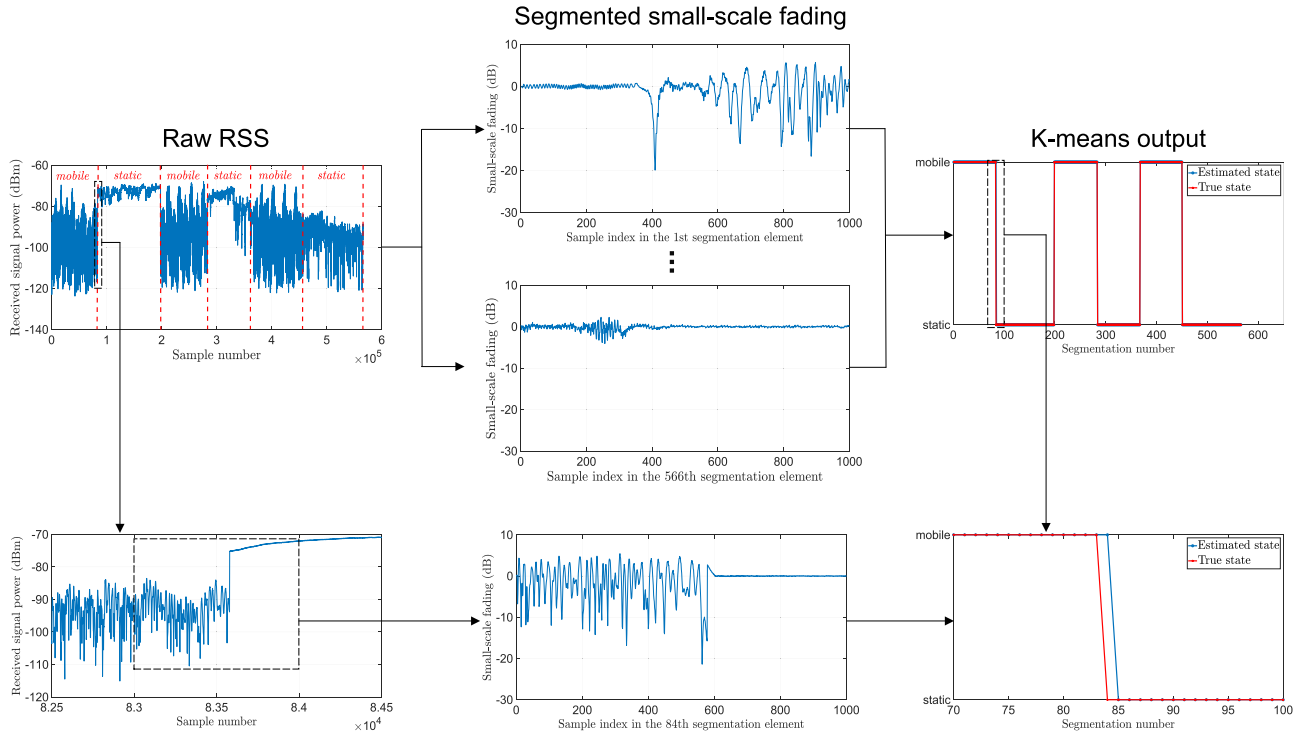 Segmented small-scale fading
Raw RSS
K-means output
Small-scale fading (dB)
10
0
-10
-20
-30
0 200 400 600 800 1000
Sample index in the 1st segmentation element
Received signal power (dBm)
-60
-80
-100
-120
-140
mobile static mobile static mobile static
0 1 2 3 4 5 6
×10^5
Sample number
Small-scale fading (dB)
10
0
-10
-20
-30
0 200 400 600 800 1000
Sample index in the 566th segmentation element
mobile
static
Estimated state
True state
0 100 200 300 400 500 600
Segmentation number
Received signal power (dBm)
-70
-80
-90
-100
-110
-120
8.25 8.3 8.35 8.4 8.45
×10^4
Sample number
Small-scale fading (dB)
10
5
0
-5
-10
-15
-20
-25
-30
0 200 400 600 800 1000
Sample index in the 84th segmentation element
mobile
static
Estimated state
True state
70 75 80 85 90 95 100
Segmentation number